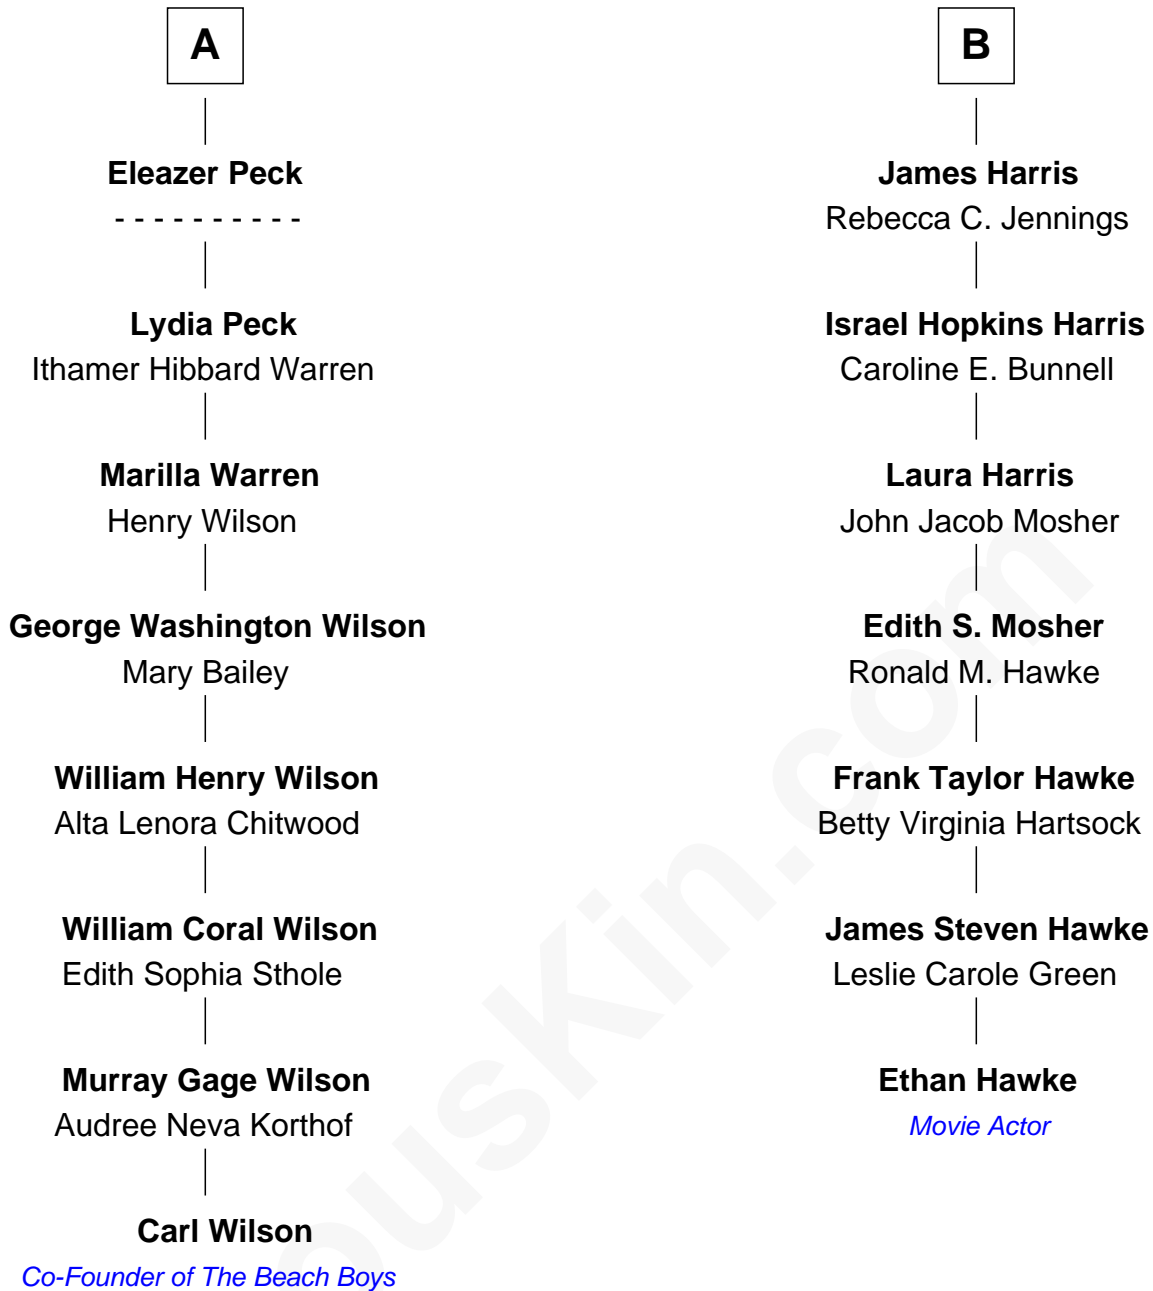 A
Eleazer Peck
- - - - - - - - - -
Lydia Peck
Ithamer Hibbard Warren
Marilla Warren
Henry Wilson
George Washington Wilson
Mary Bailey
William Henry Wilson
Alta Lenora Chitwood
William Coral Wilson
Edith Sophia Sthole
Murray Gage Wilson
Audree Neva Korthof
Carl Wilson
Co-Founder of The Beach Boys
B
James Harris
Rebecca C. Jennings
Israel Hopkins Harris
Caroline E. Bunnell
Laura Harris
John Jacob Mosher
Edith S. Mosher
Ronald M. Hawke
Frank Taylor Hawke
Betty Virginia Hartsock
James Steven Hawke
Leslie Carole Green
Ethan Hawke
Movie Actor
ousKin.com